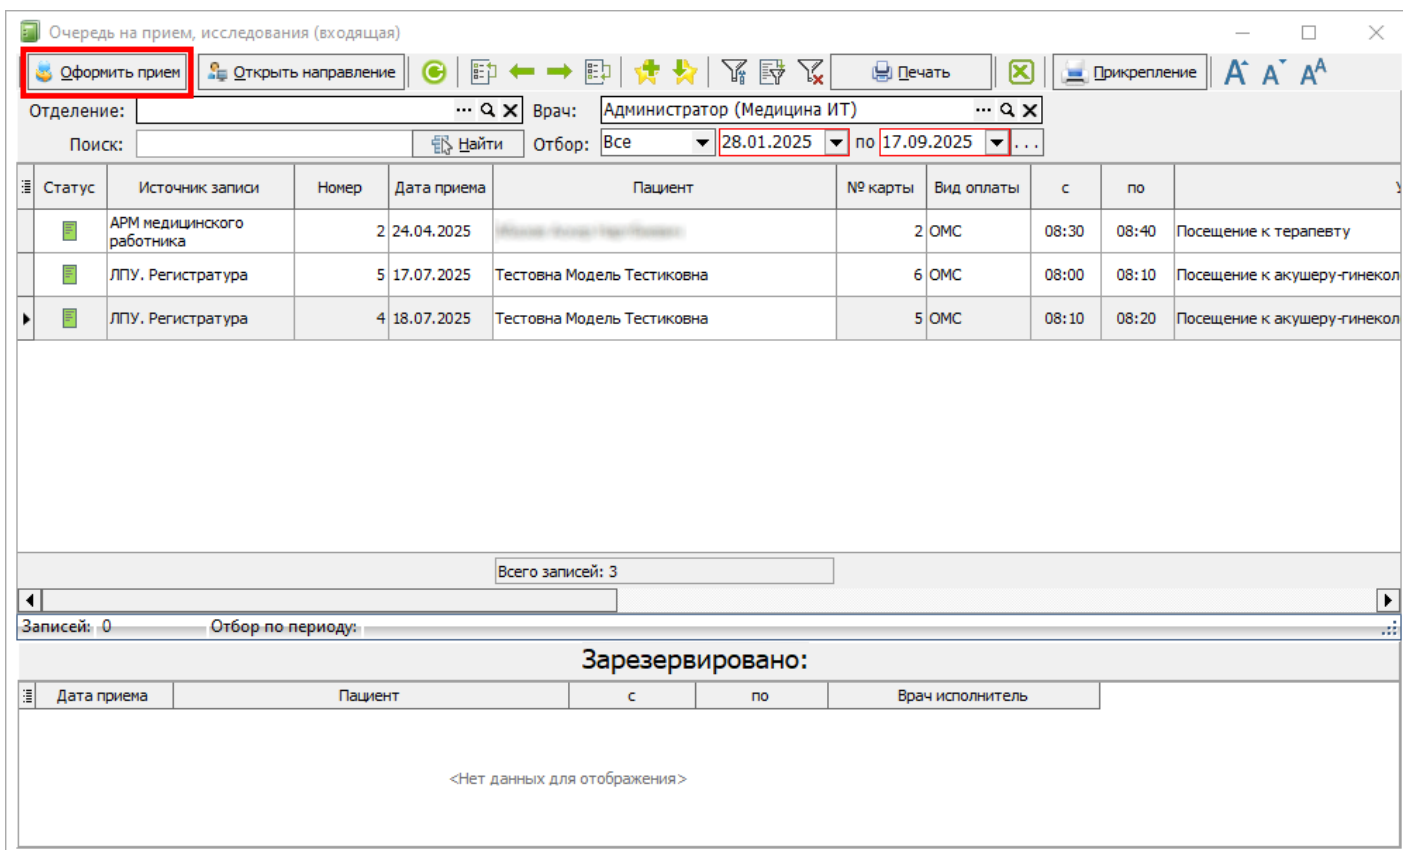 Очередь на прием, исследования (входящая)
Оформить прием Открыть направление Печать Прикрепление A A AA
Отделение: ... Врач: Администратор (Медицина ИТ) ...
Поиск: Найти Отбор: Все 28.01.2025 по 17.09.2025 ...
Статус Источник записи Номер Дата приема Пациент № карты Вид оплаты с по У
АРМ медицинского
работника 2 24.04.2025 2 ОМС 08:30 08:40 Посещение к терапевту
ЛПУ. Регистратура 5 17.07.2025 Тестовна Модель Тестиковна 6 ОМС 08:00 08:10 Посещение к акушеру-гинекол
ЛПУ. Регистратура 4 18.07.2025 Тестовна Модель Тестиковна 5 ОМС 08:10 08:20 Посещение к акушеру-гинекол
Всего записей: 3
Записей: 0 Отбор по периоду:
Зарезервировано:
Дата приема Пациент с по Врач исполнитель
<Нет данных для отображения>